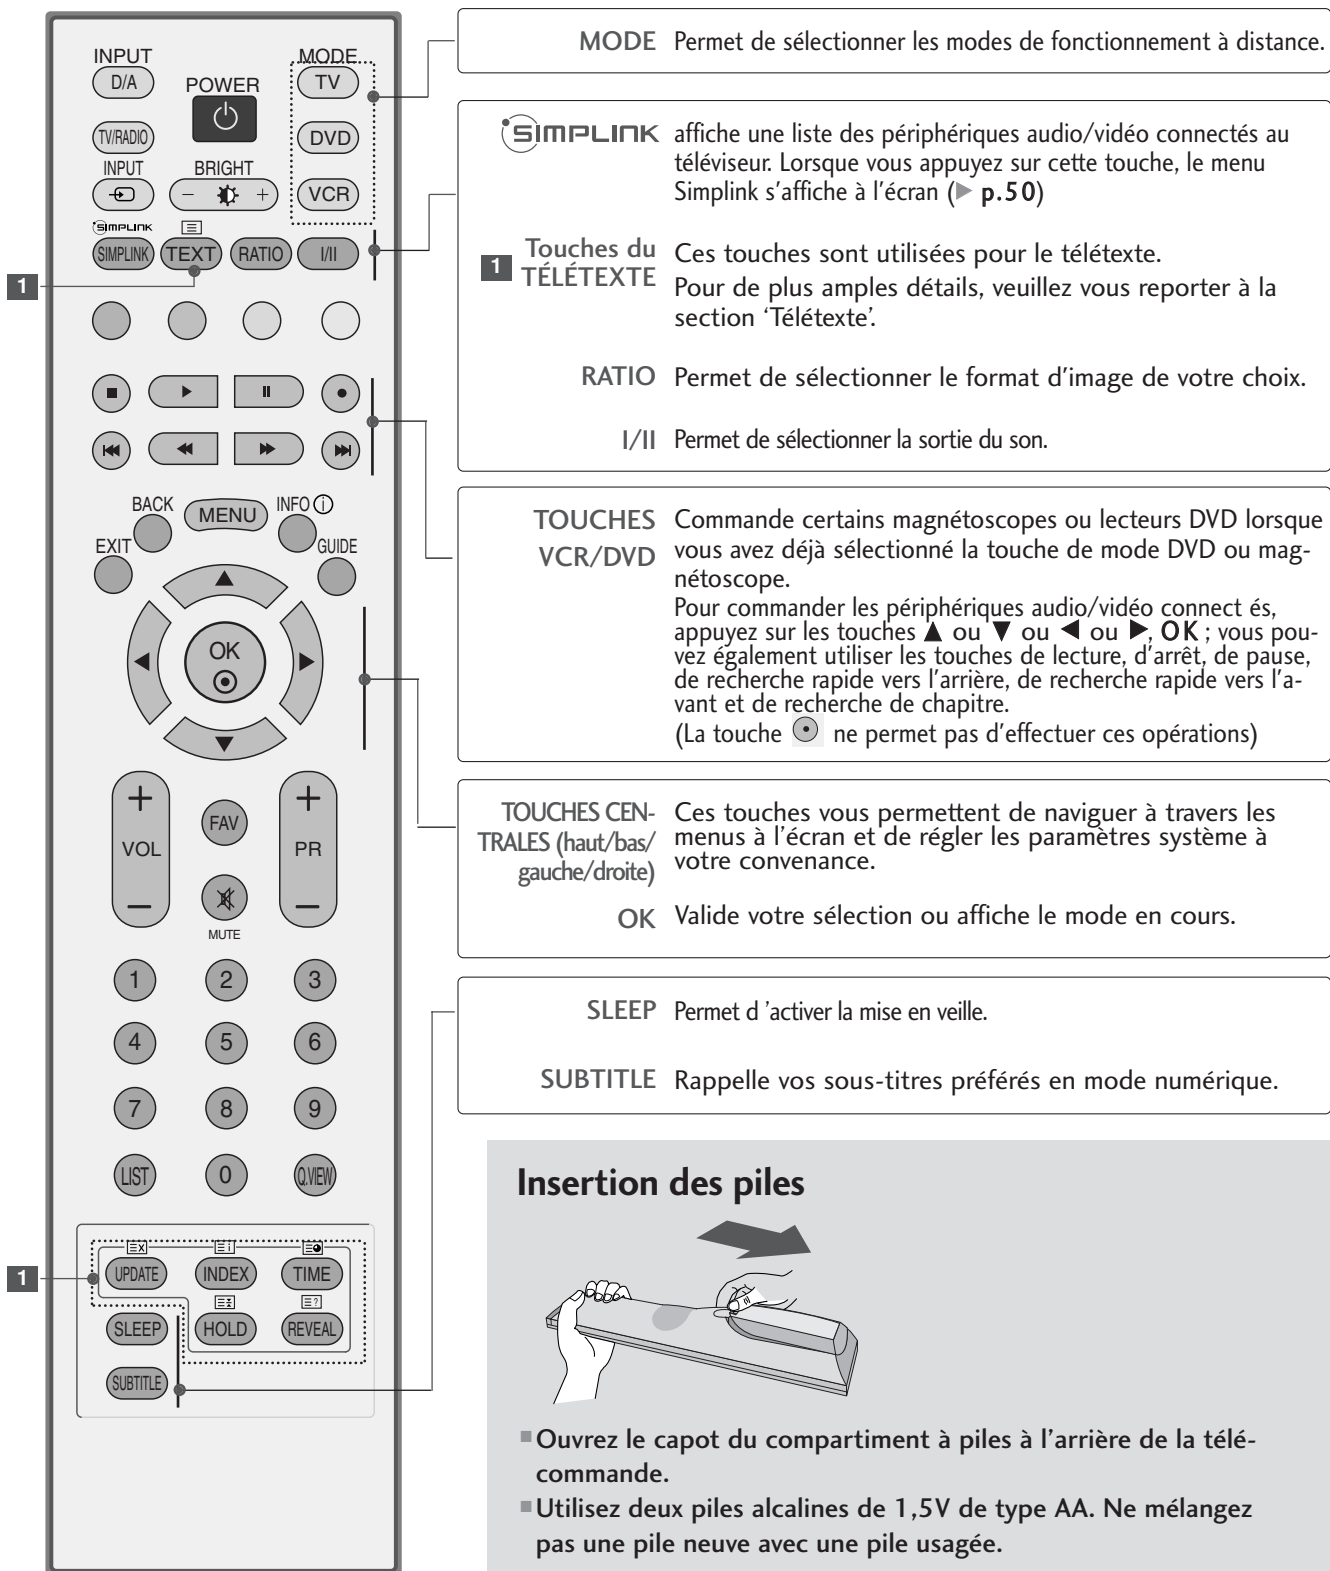 INPUT
MODE
D/A
POWER
TV
TV/RADIO
DVD
INPUT
BRIGHT
- +
VCR
SIMPLINK
SIMPLINK
TEXT
RATIO
I/II
1
BACK
MENU
INFO i
EXIT
GUIDE
OK
+
VOL
-
FAV
MUTE
+
PR
-
1
2
3
4
5
6
7
8
9
LIST
0
Q.VIEW
1
UPDATE
INDEX
TIME
SLEEP
HOLD
REVEAL
SUBTITLE
MODE Permet de sélectionner les modes de fonctionnement à distance.
SIMPLINK affiche une liste des périphériques audio/vidéo connectés au
téléviseur. Lorsque vous appuyez sur cette touche, le menu
Simplink s'affiche à l'écran (► p.50)
1 Touches du
TÉLÉTEXTE
Ces touches sont utilisées pour le télétexte.
Pour de plus amples détails, veuillez vous reporter à la
section ‘Télétexte’.
RATIO Permet de sélectionner le format d'image de votre choix.
I/II Permet de sélectionner la sortie du son.
TOUCHES
VCR/DVD
Commande certains magnétoscopes ou lecteurs DVD lorsque
vous avez déjà sélectionné la touche de mode DVD ou mag-
nétoscope.
Pour commander les périphériques audio/vidéo connect és,
appuyez sur les touches ▲ ou ▼ ou ◄ ou ►, OK ; vous pou-
vez également utiliser les touches de lecture, d'arrêt, de pause,
de recherche rapide vers l'arrière, de recherche rapide vers l'a-
vant et de recherche de chapitre.
(La touche ⊙ ne permet pas d'effectuer ces opérations)
TOUCHES CEN-
TRALES (haut/bas/
gauche/droite)
Ces touches vous permettent de naviguer à travers les
menus à l'écran et de régler les paramètres système à
votre convenance.
OK Valide votre sélection ou affiche le mode en cours.
SLEEP Permet d ’activer la mise en veille.
SUBTITLE Rappelle vos sous-titres préférés en mode numérique.
Insertion des piles
■ Ouvrez le capot du compartiment à piles à l'arrière de la télé-
commande.
■ Utilisez deux piles alcalines de 1,5V de type AA. Ne mélangez
pas une pile neuve avec une pile usagée.